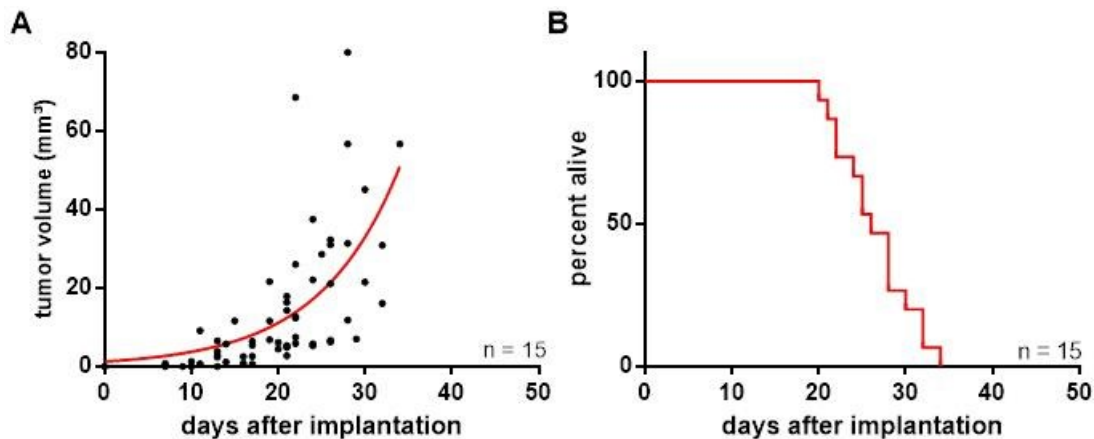 A
80
60
40
20
0
tumor volume (mm³)
0 10 20 30 40 50
days after implantation
n = 15
B
100
50
0
percent alive
0 10 20 30 40 50
days after implantation
n = 15